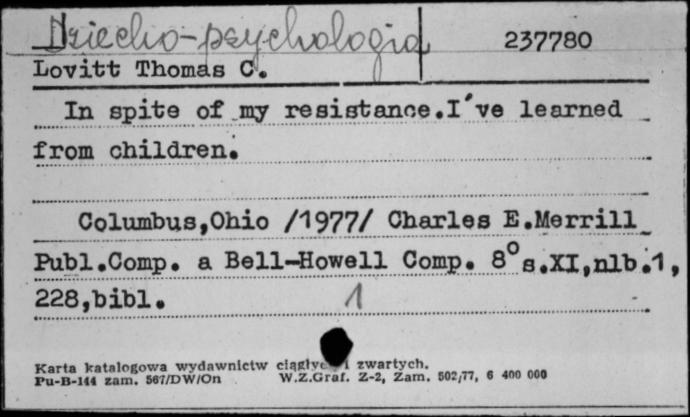 Dziecko-psychologia 237780
Lovitt Thomas C.
In spite of my resistance.I've learned
from children.
Columbus,Ohio /1977/ Charles E.Merrill
Publ.Comp. a Bell-Howell Comp. 8° s.XI,nlb.1,
228,bibl. 1
Karta katalogowa wydawnictw i zwartych.
Pu-B-144 zam. 567/DW/On W.Z.Graf. Z-2, Zam. 502/77, 6 400 000